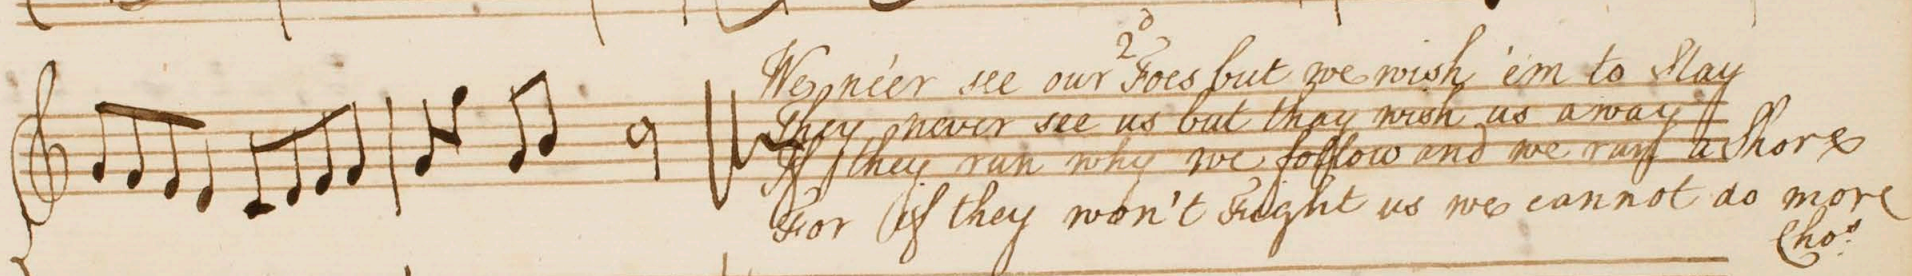 2d
We ne'er see our Foes but we wish 'em to Stay
They never see us but thay wish us away
If they run why we follow and we run a Shore
For if they won't Fight us we cannot do more
Chos.